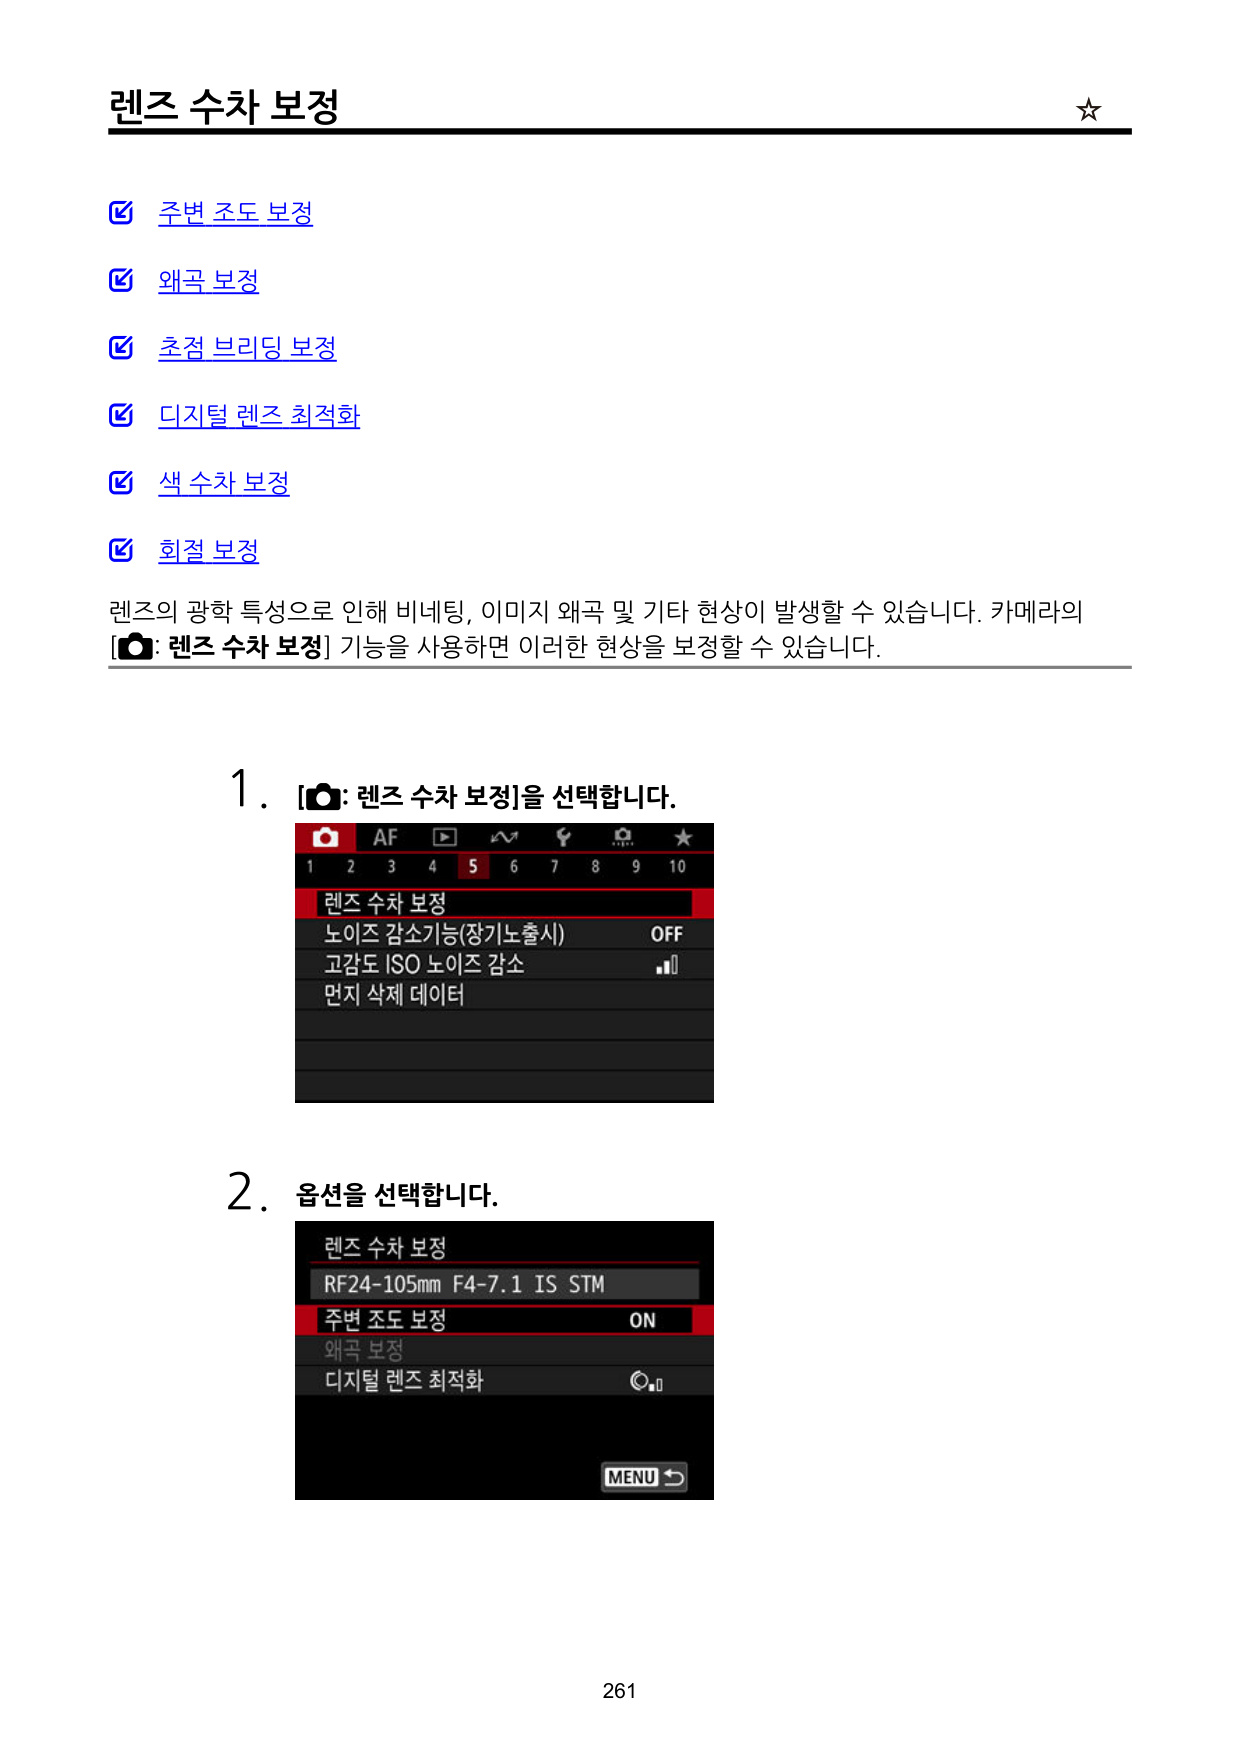 렌즈 수차 보정 ☆
주변 조도 보정
왜곡 보정
초점 브리딩 보정
디지털 렌즈 최적화
색 수차 보정
회절 보정
렌즈의 광학 특성으로 인해 비네팅, 이미지 왜곡 및 기타 현상이 발생할 수 있습니다. 카메라의
[: 렌즈 수차 보정] 기능을 사용하면 이러한 현상을 보정할 수 있습니다.
1. [: 렌즈 수차 보정]을 선택합니다.
AF ★
1 2 3 4 5 6 7 8 9 10
렌즈 수차 보정
노이즈 감소기능(장기노출시) OFF
고감도 ISO 노이즈 감소
먼지 삭제 데이터
2. 옵션을 선택합니다.
렌즈 수차 보정
RF24-105mm F4-7.1 IS STM
주변 조도 보정 ON
왜곡 보정
디지털 렌즈 최적화
MENU
261